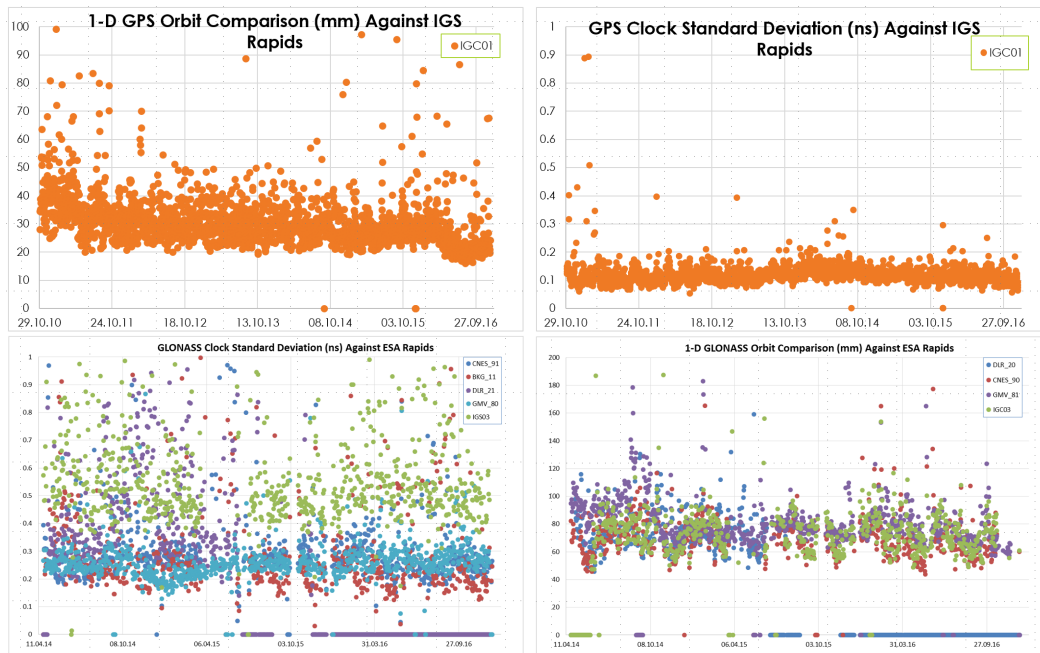 1-D GPS Orbit Comparison (mm) Against IGS
Rapids
IGC01
100
90
80
70
60
50
40
30
20
10
0
29.10.10 24.10.11 18.10.12 13.10.13 08.10.14 03.10.15 27.09.16
GPS Clock Standard Deviation (ns) Against IGS
Rapids
IGC01
1
0.9
0.8
0.7
0.6
0.5
0.4
0.3
0.2
0.1
0
29.10.10 24.10.11 18.10.12 13.10.13 08.10.14 03.10.15 27.09.16
GLONASS Clock Standard Deviation (ns) Against ESA Rapids
CNES_91
BKG_11
DLR_21
GMV_80
IGS03
1
0.9
0.8
0.7
0.6
0.5
0.4
0.3
0.2
0.1
0
11.04.14 08.10.14 06.04.15 03.10.15 31.03.16 27.09.16
1-D GLONASS Orbit Comparison (mm) Against ESA Rapids
DLR_20
CNES_90
GMV_81
IGC03
200
180
160
140
120
100
80
60
40
20
0
11.04.14 08.10.14 06.04.15 03.10.15 31.03.16 27.09.16